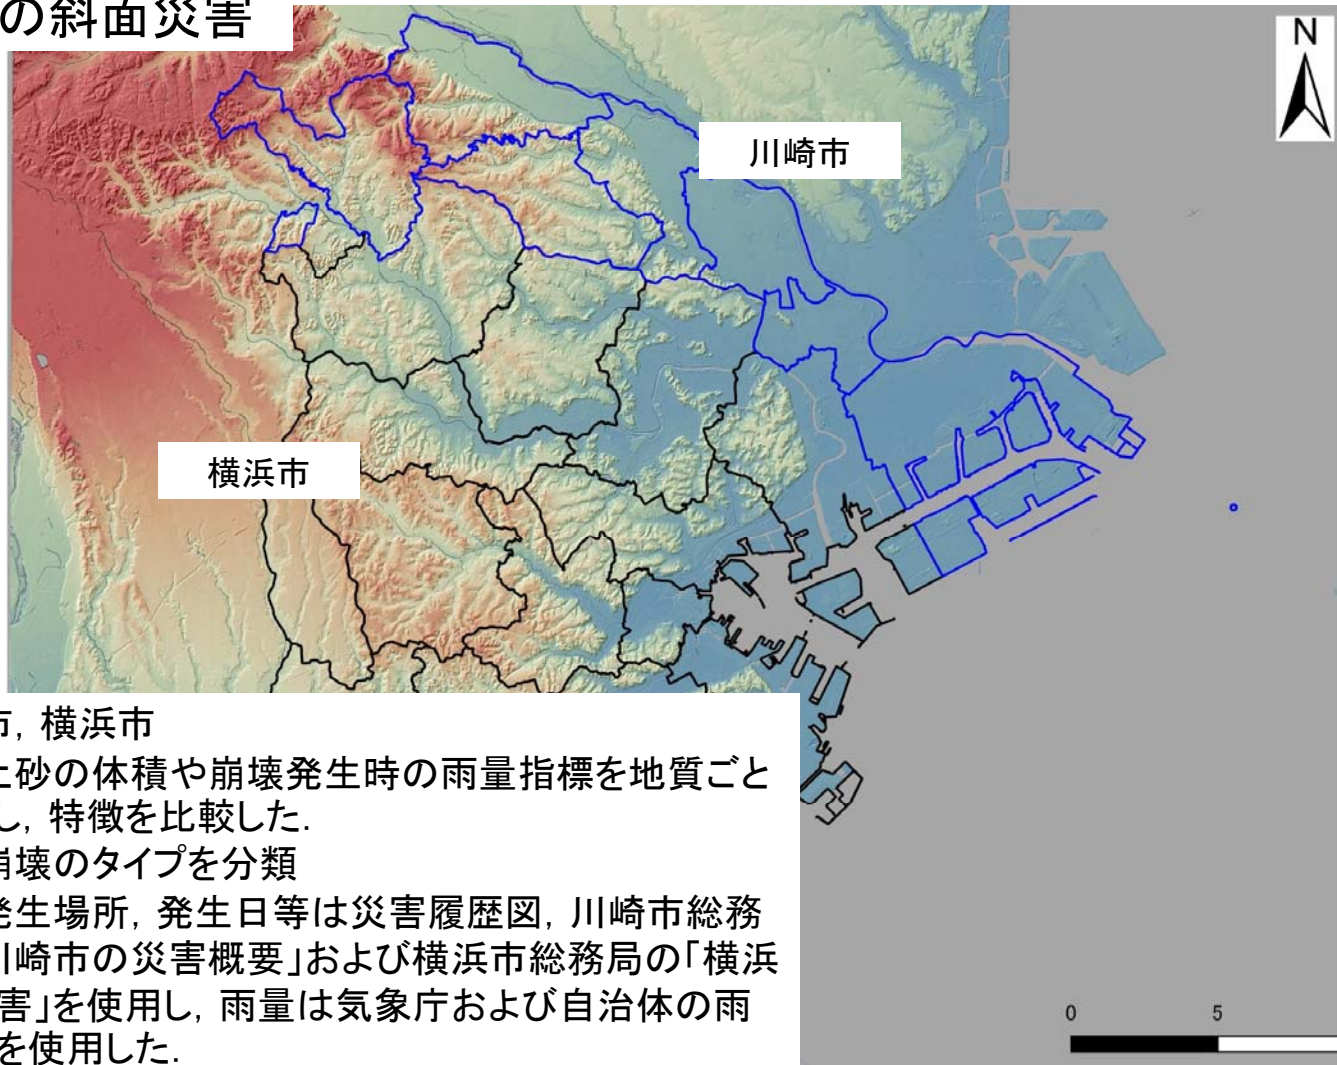 の斜面災害
N
川崎市
横浜市
市, 横浜市
土砂の体積や崩壊発生時の雨量指標を地質ごと
し, 特徴を比較した.
崩壊のタイプを分類
発生場所, 発生日等は災害履歴図, 川崎市総務
川崎市の災害概要」および横浜市総務局の「横浜
害」を使用し, 雨量は気象庁および自治体の雨
を使用した.
0 5